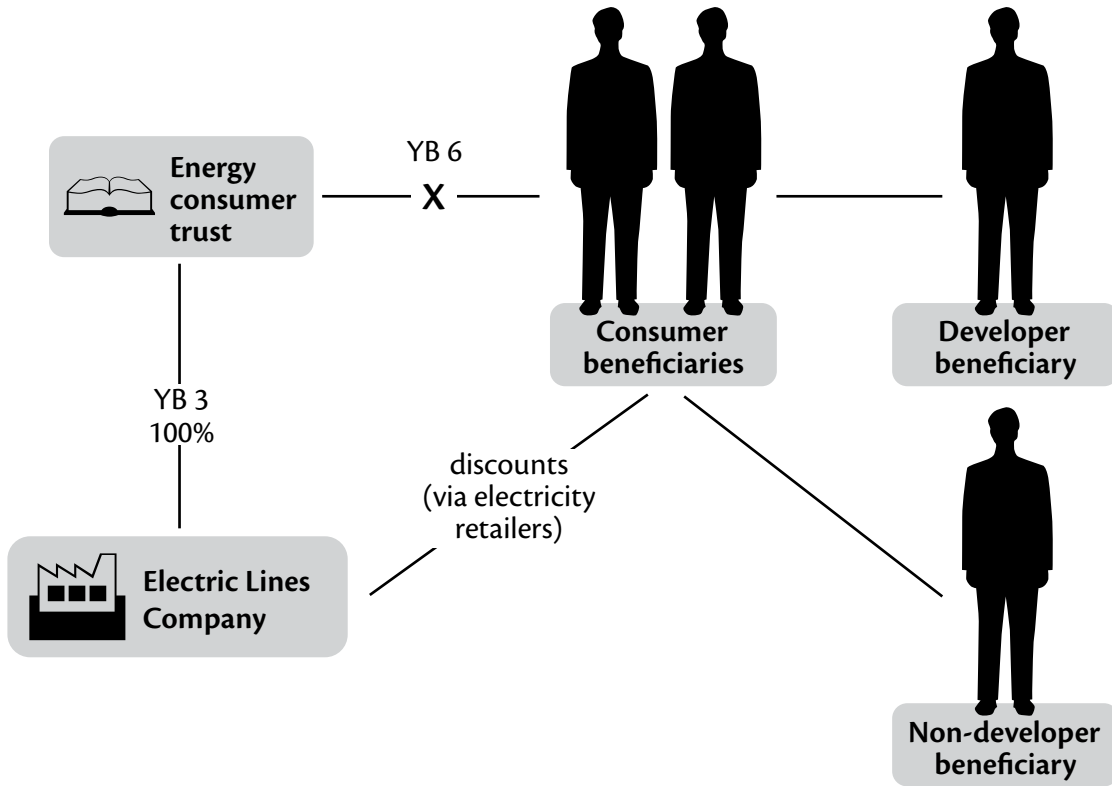 Energy
consumer
trust
YB 6
X
Consumer
beneficiaries
Developer
beneficiary
YB 3
100%
discounts
(via electricity
retailers)
Electric Lines
Company
Non-developer
beneficiary